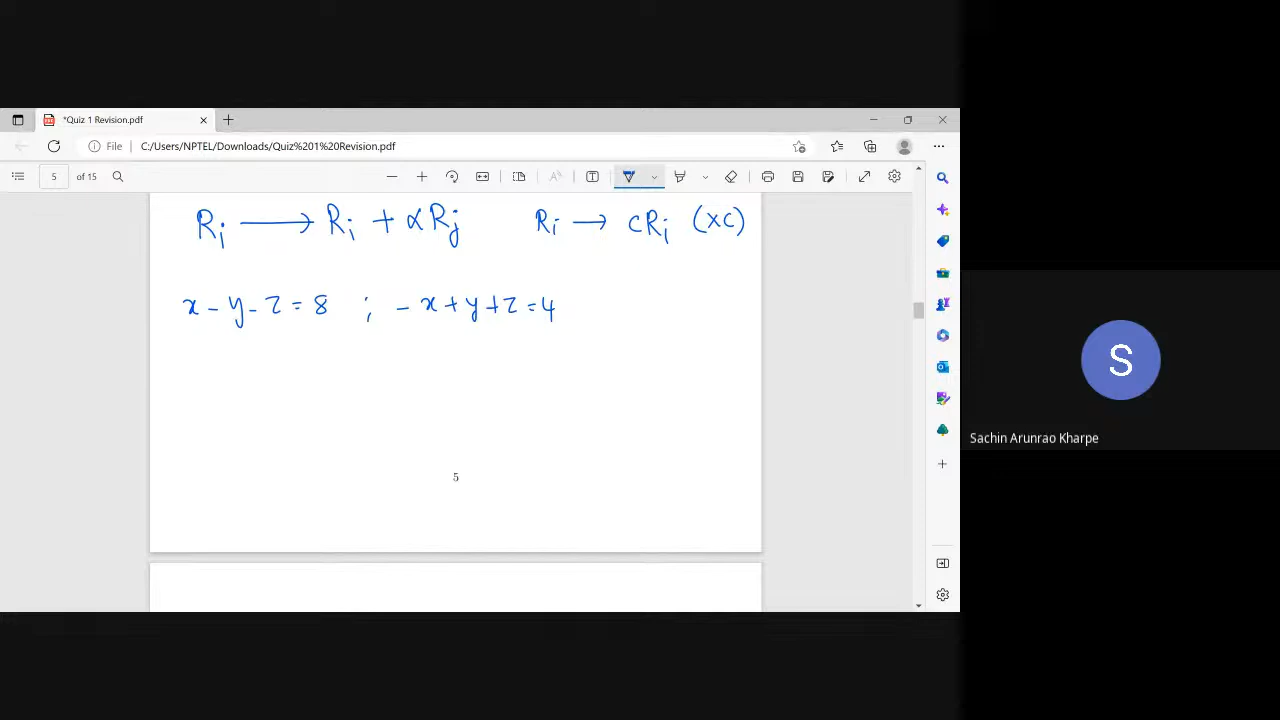 *Quiz 1 Revision.pdf
File C:/Users/NPTEL/Downloads/Quiz%201%20Revision.pdf
5 of 15
Ri → Ri + αRj Ri → cRi (xc)
x - y - z = 8 ; - x + y + z = 4
5
S
Sachin Arunrao Kharpe